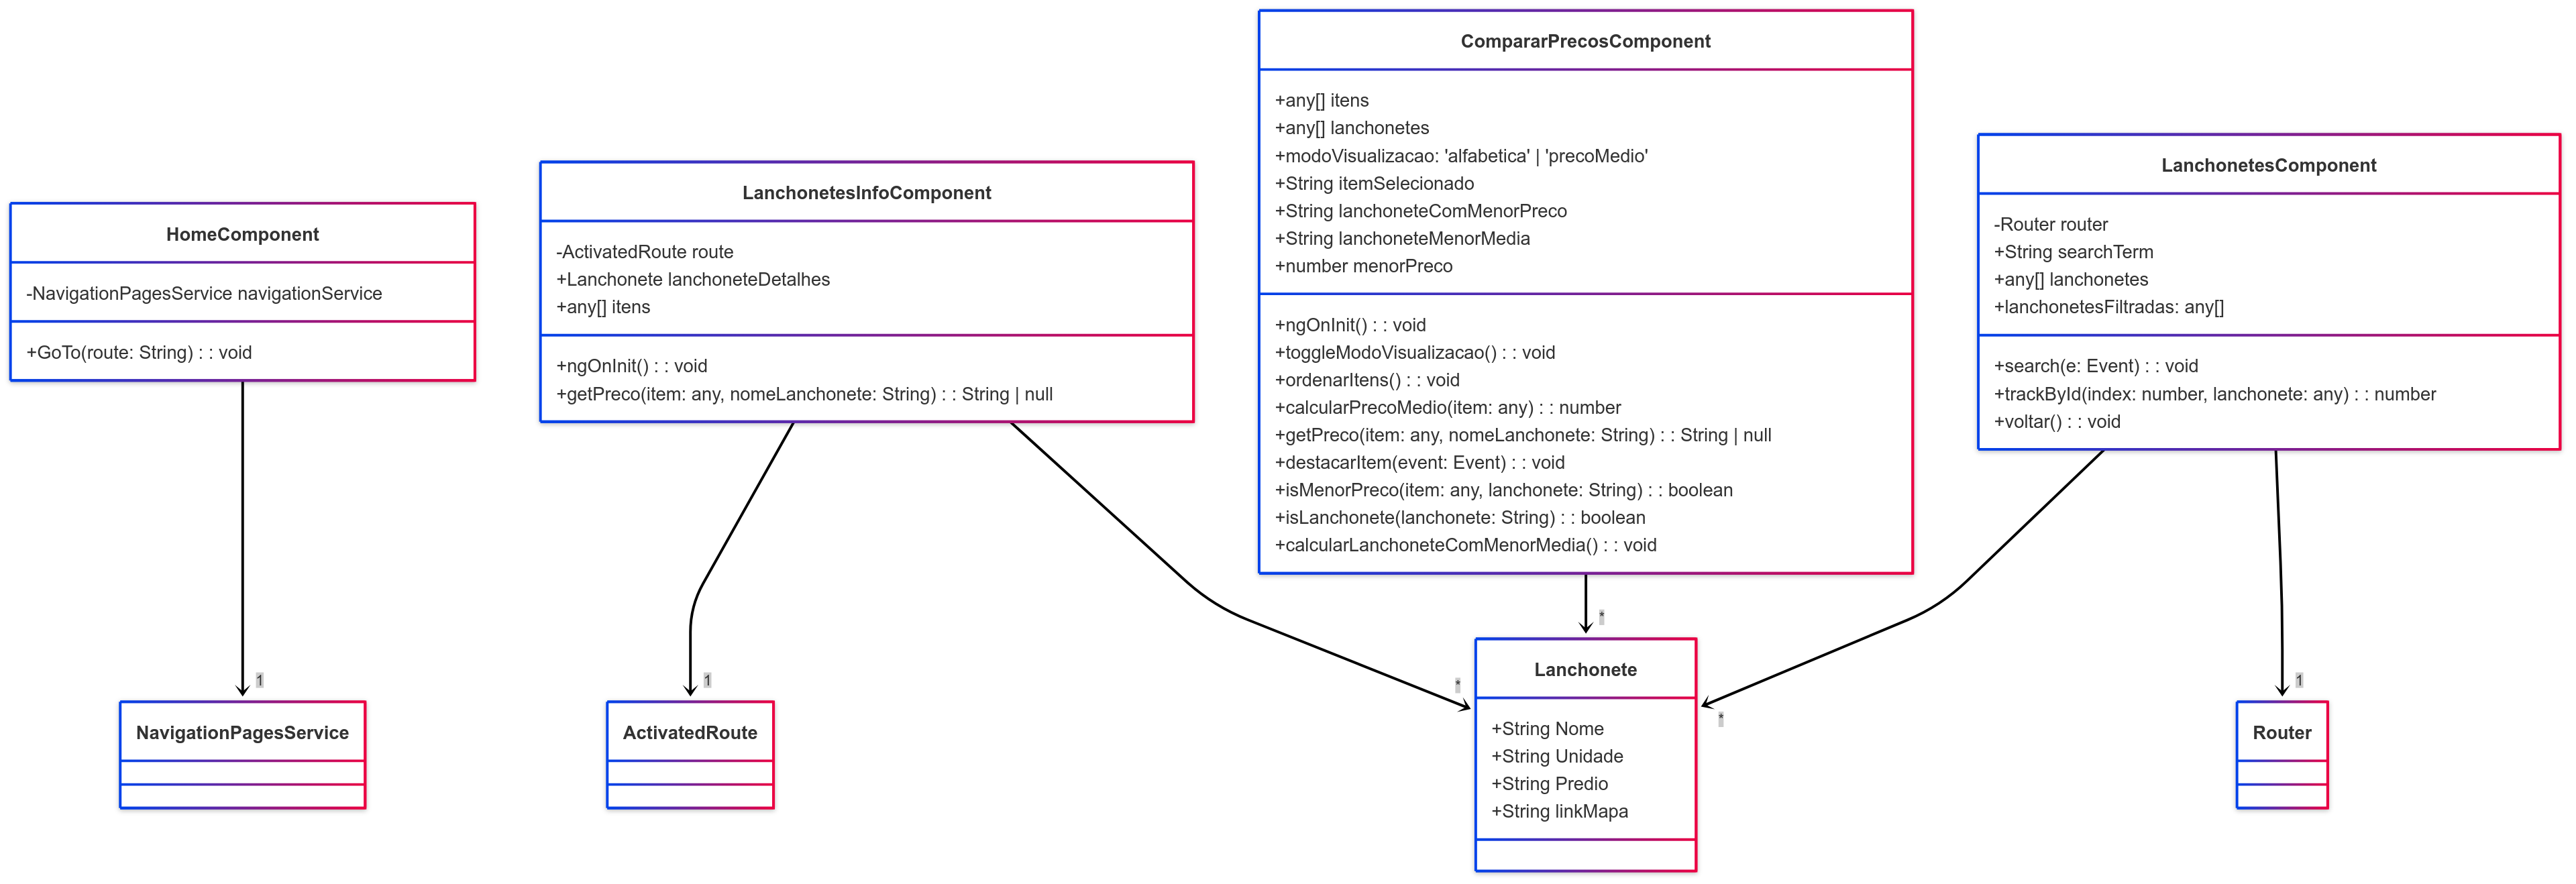 HomeComponent
-NavigationPagesService navigationService
+GoTo(route: String) : : void
LanchonetesInfoComponent
-ActivatedRoute route
+Lanchonete lanchoneteDetalhes
+any[] itens
+ngOnInit() : : void
+getPreco(item: any, nomeLanchonete: String) : : String | null
CompararPrecosComponent
+any[] itens
+any[] lanchonetes
+modoVisualizacao: 'alfabetica' | 'precoMedio'
+String itemSelecionado
+String lanchoneteComMenorPreco
+String lanchoneteMenorMedia
+number menorPreco
+ngOnInit() : : void
+toggleModoVisualizacao() : : void
+ordenarItens() : : void
+calcularPrecoMedio(item: any) : : number
+getPreco(item: any, nomeLanchonete: String) : : String | null
+destacarItem(event: Event) : : void
+isMenorPreco(item: any, lanchonete: String) : : boolean
+isLanchonete(lanchonete: String) : : boolean
+calcularLanchoneteComMenorMedia() : : void
LanchonetesComponent
-Router router
+String searchTerm
+any[] lanchonetes
+lanchonetesFiltradas: any[]
+search(e: Event) : : void
+trackById(index: number, lanchonete: any) : : number
+voltar() : : void
1
NavigationPagesService
1
ActivatedRoute
*
*
*
Lanchonete
+String Nome
+String Unidade
+String Predio
+String linkMapa
1
Router